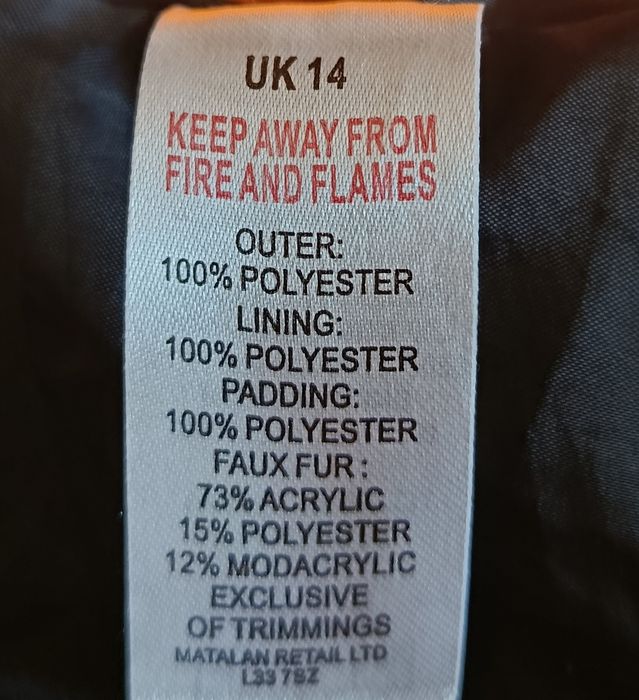 UK 14
KEEP AWAY FROM
FIRE AND FLAMES
OUTER:
100% POLYESTER
LINING:
100% POLYESTER
PADDING:
100% POLYESTER
FAUX FUR :
73% ACRYLIC
15% POLYESTER
12% MODACRYLIC
EXCLUSIVE
OF TRIMMINGS
MATALAN RETAIL LTD
L33 7SZ